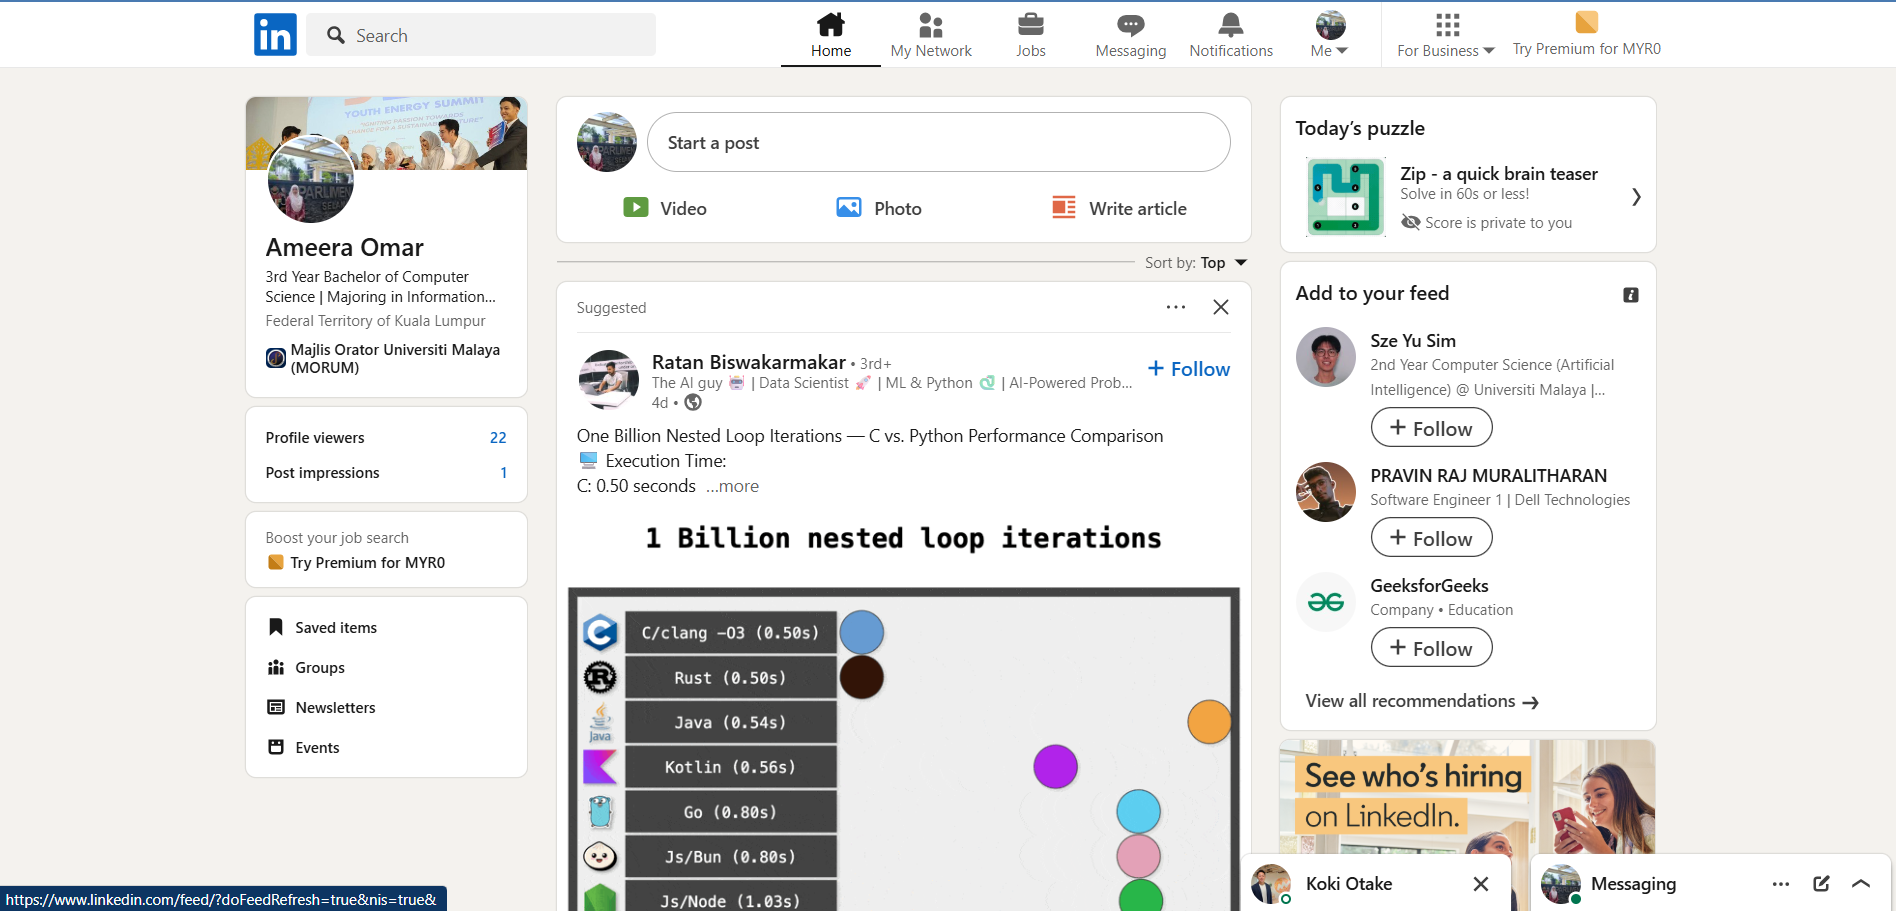 in
Search
Home
My Network
Jobs
Messaging
Notifications
Me
For Business
Try Premium for MYR0
YOUTH ENERGY SUMMIT
PARLIMEN
Ameera Omar
3rd Year Bachelor of Computer
Science | Majoring in Information...
Federal Territory of Kuala Lumpur
Majlis Orator Universiti Malaya
(MORUM)
Profile viewers 22
Post impressions 1
Boost your job search
Try Premium for MYR0
Saved items
Groups
Newsletters
Events
Start a post
Video
Photo
Write article
Sort by: Top
Suggested
Ratan Biswakarmakar • 3rd+
+ Follow
The AI guy 🤖 | Data Scientist 🚀 | ML & Python | AI-Powered Prob...
4d •
One Billion Nested Loop Iterations — C vs. Python Performance Comparison
🖥️ Execution Time:
C: 0.50 seconds ...more
1 Billion nested loop iterations
C/clang -O3 (0.50s)
Rust (0.50s)
Java
Java (0.54s)
Kotlin (0.56s)
Go (0.80s)
Js/Bun (0.80s)
Js/Node (1.03s)
Today's puzzle
Zip - a quick brain teaser
Solve in 60s or less!
Score is private to you
Add to your feed
Sze Yu Sim
2nd Year Computer Science (Artificial
Intelligence) @ Universiti Malaya |...
+ Follow
PRAVIN RAJ MURALITHARAN
Software Engineer 1 | Dell Technologies
+ Follow
GeeksforGeeks
Company • Education
+ Follow
View all recommendations →
See who's hiring
on LinkedIn.
Koki Otake
Messaging
https://www.linkedin.com/feed/?doFeedRefresh=true&nis=true&